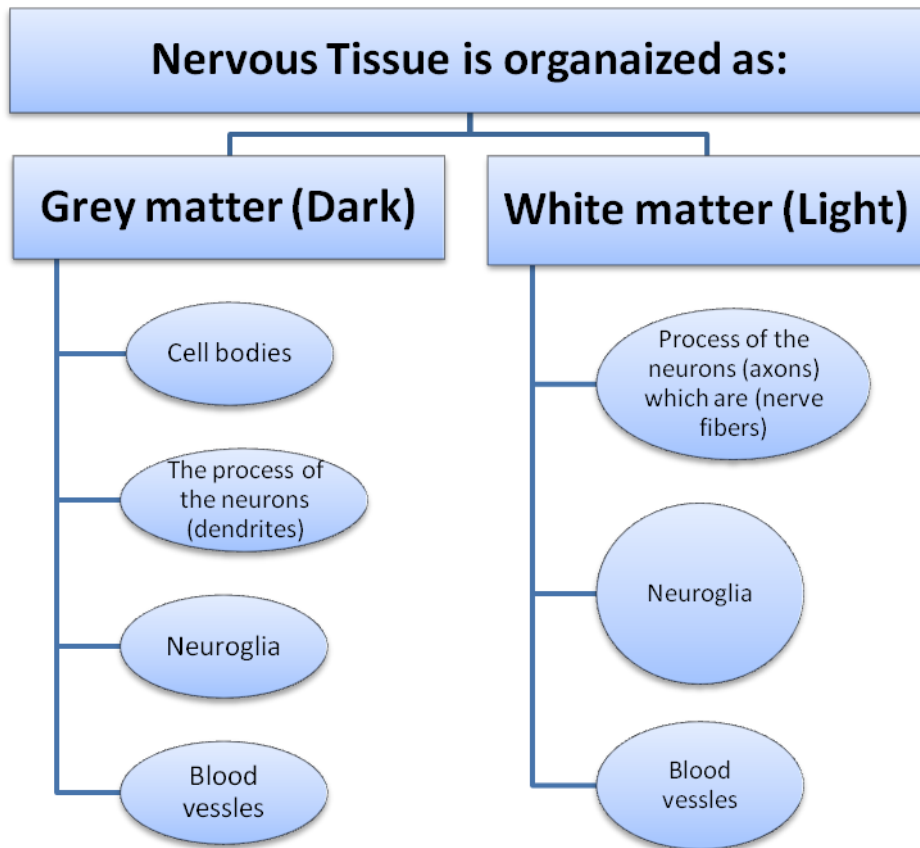 Nervous Tissue is organaized as:
Grey matter (Dark)
Cell bodies
The process of
the neurons
(dendrites)
Neuroglia
Blood
vessles
White matter (Light)
Process of the
neurons (axons)
which are (nerve
fibers)
Neuroglia
Blood
vessles